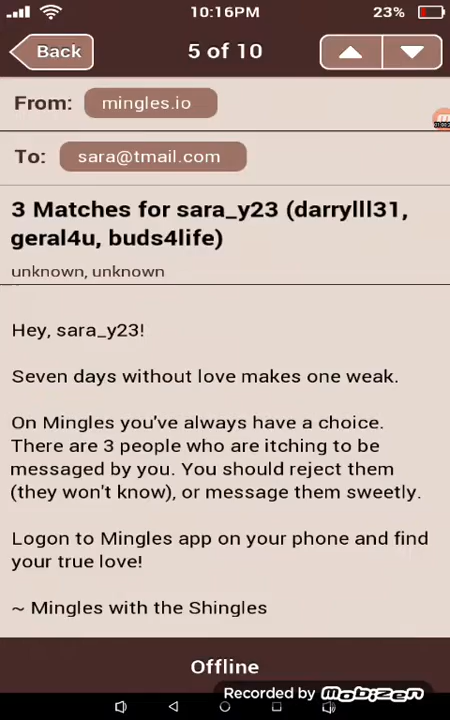 10:16PM
23%
Back
5 of 10
From: mingles.io
To: sara@tmail.com
3 Matches for sara_y23 (darrylll31,
geral4u, buds4life)
unknown, unknown
Hey, sara_y23!
Seven days without love makes one weak.
On Mingles you've always have a choice.
There are 3 people who are itching to be
messaged by you. You should reject them
(they won't know), or message them sweetly.
Logon to Mingles app on your phone and find
your true love!
~ Mingles with the Shingles
Offline
Recorded by Mobizen